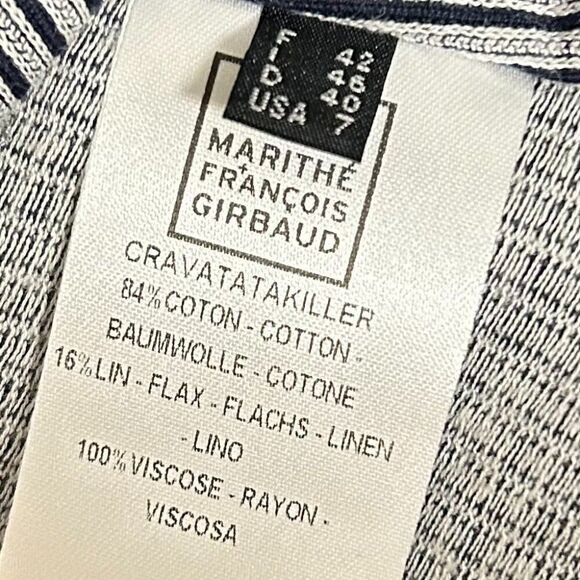 F 42
I 46
D 40
USA 7
MARITHÉ
+
FRANÇOIS
GIRBAUD
CRAVATATAKILLER
84% COTON - COTTON -
BAUMWOLLE - COTONE
16% LIN - FLAX - FLACHS - LINEN
- LINO
100% VISCOSE - RAYON -
VISCOSA